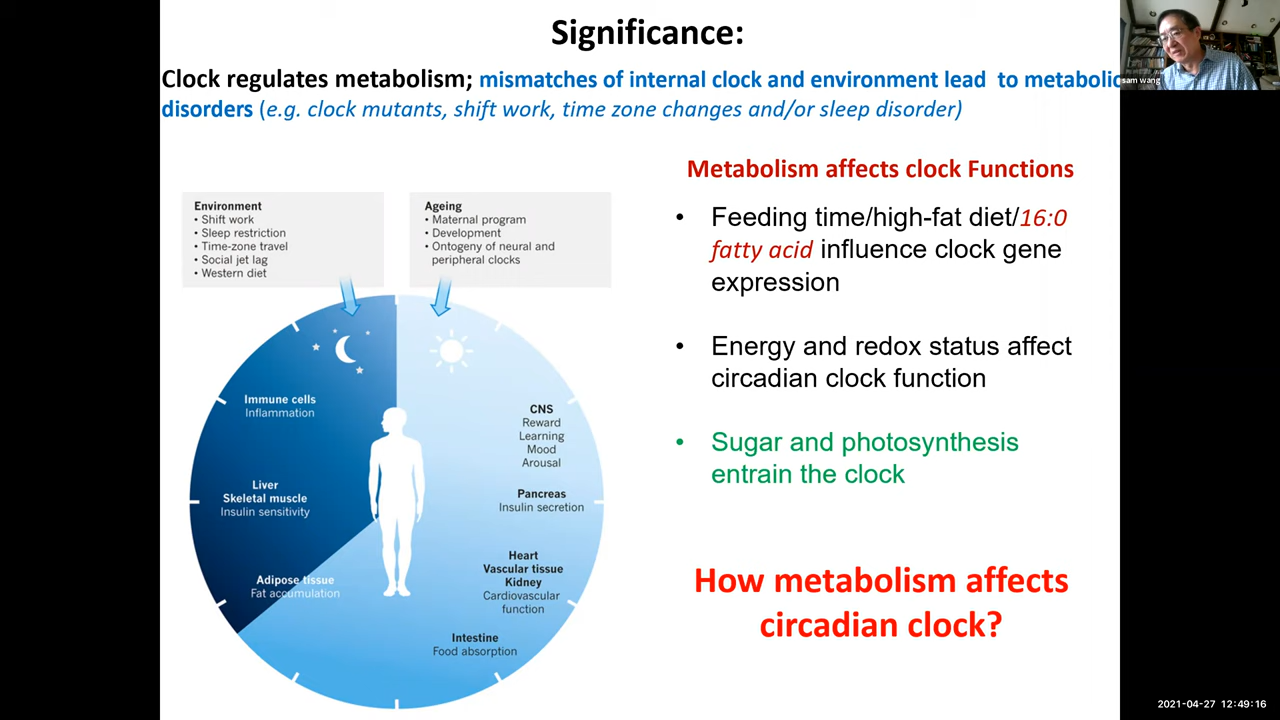 Significance:
Clock regulates metabolism; mismatches of internal clock and environment lead to metabolic
disorders (e.g. clock mutants, shift work, time zone changes and/or sleep disorder)
sam wang
Metabolism affects clock Functions
Environment
• Shift work
• Sleep restriction
• Time-zone travel
• Social jet lag
• Western diet
Ageing
• Maternal program
• Development
• Ontogeny of neural and
peripheral clocks
Immune cells
Inflammation
Liver
Skeletal muscle
Insulin sensitivity
Adipose tissue
Fat accumulation
CNS
Reward
Learning
Mood
Arousal
Pancreas
Insulin secretion
Heart
Vascular tissue
Kidney
Cardiovascular
function
Intestine
Food absorption
• Feeding time/high-fat diet/16:0
fatty acid influence clock gene
expression
• Energy and redox status affect
circadian clock function
• Sugar and photosynthesis
entrain the clock
How metabolism affects
circadian clock?
2021-04-27 12:49:16